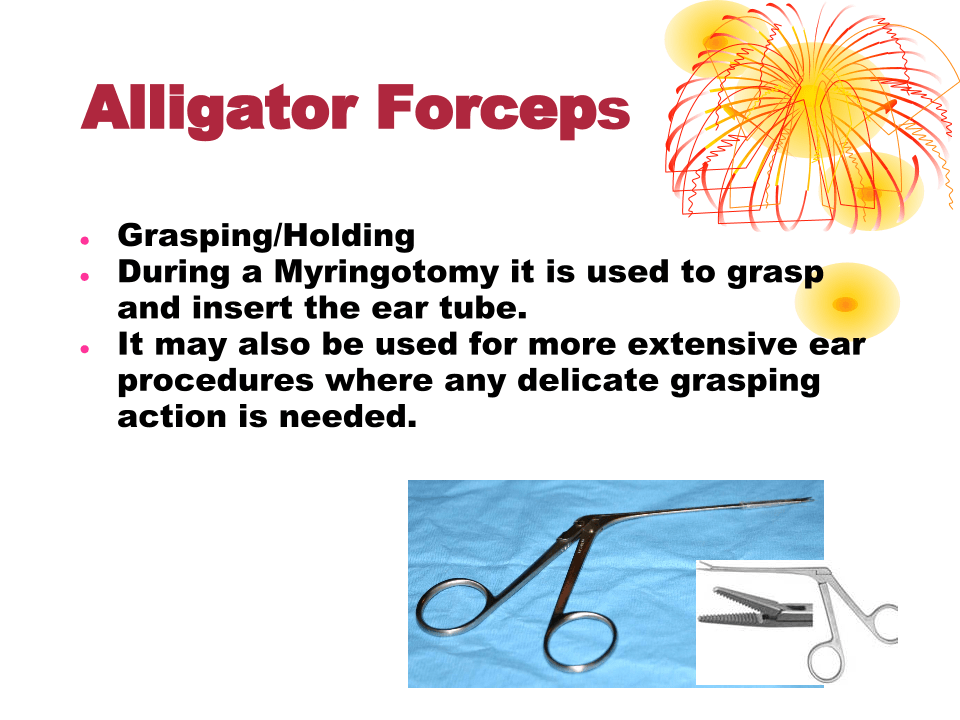 Alligator Forceps
Grasping/Holding
During a Myringotomy it is used to grasp
and insert the ear tube.
It may also be used for more extensive ear
procedures where any delicate grasping
action is needed.